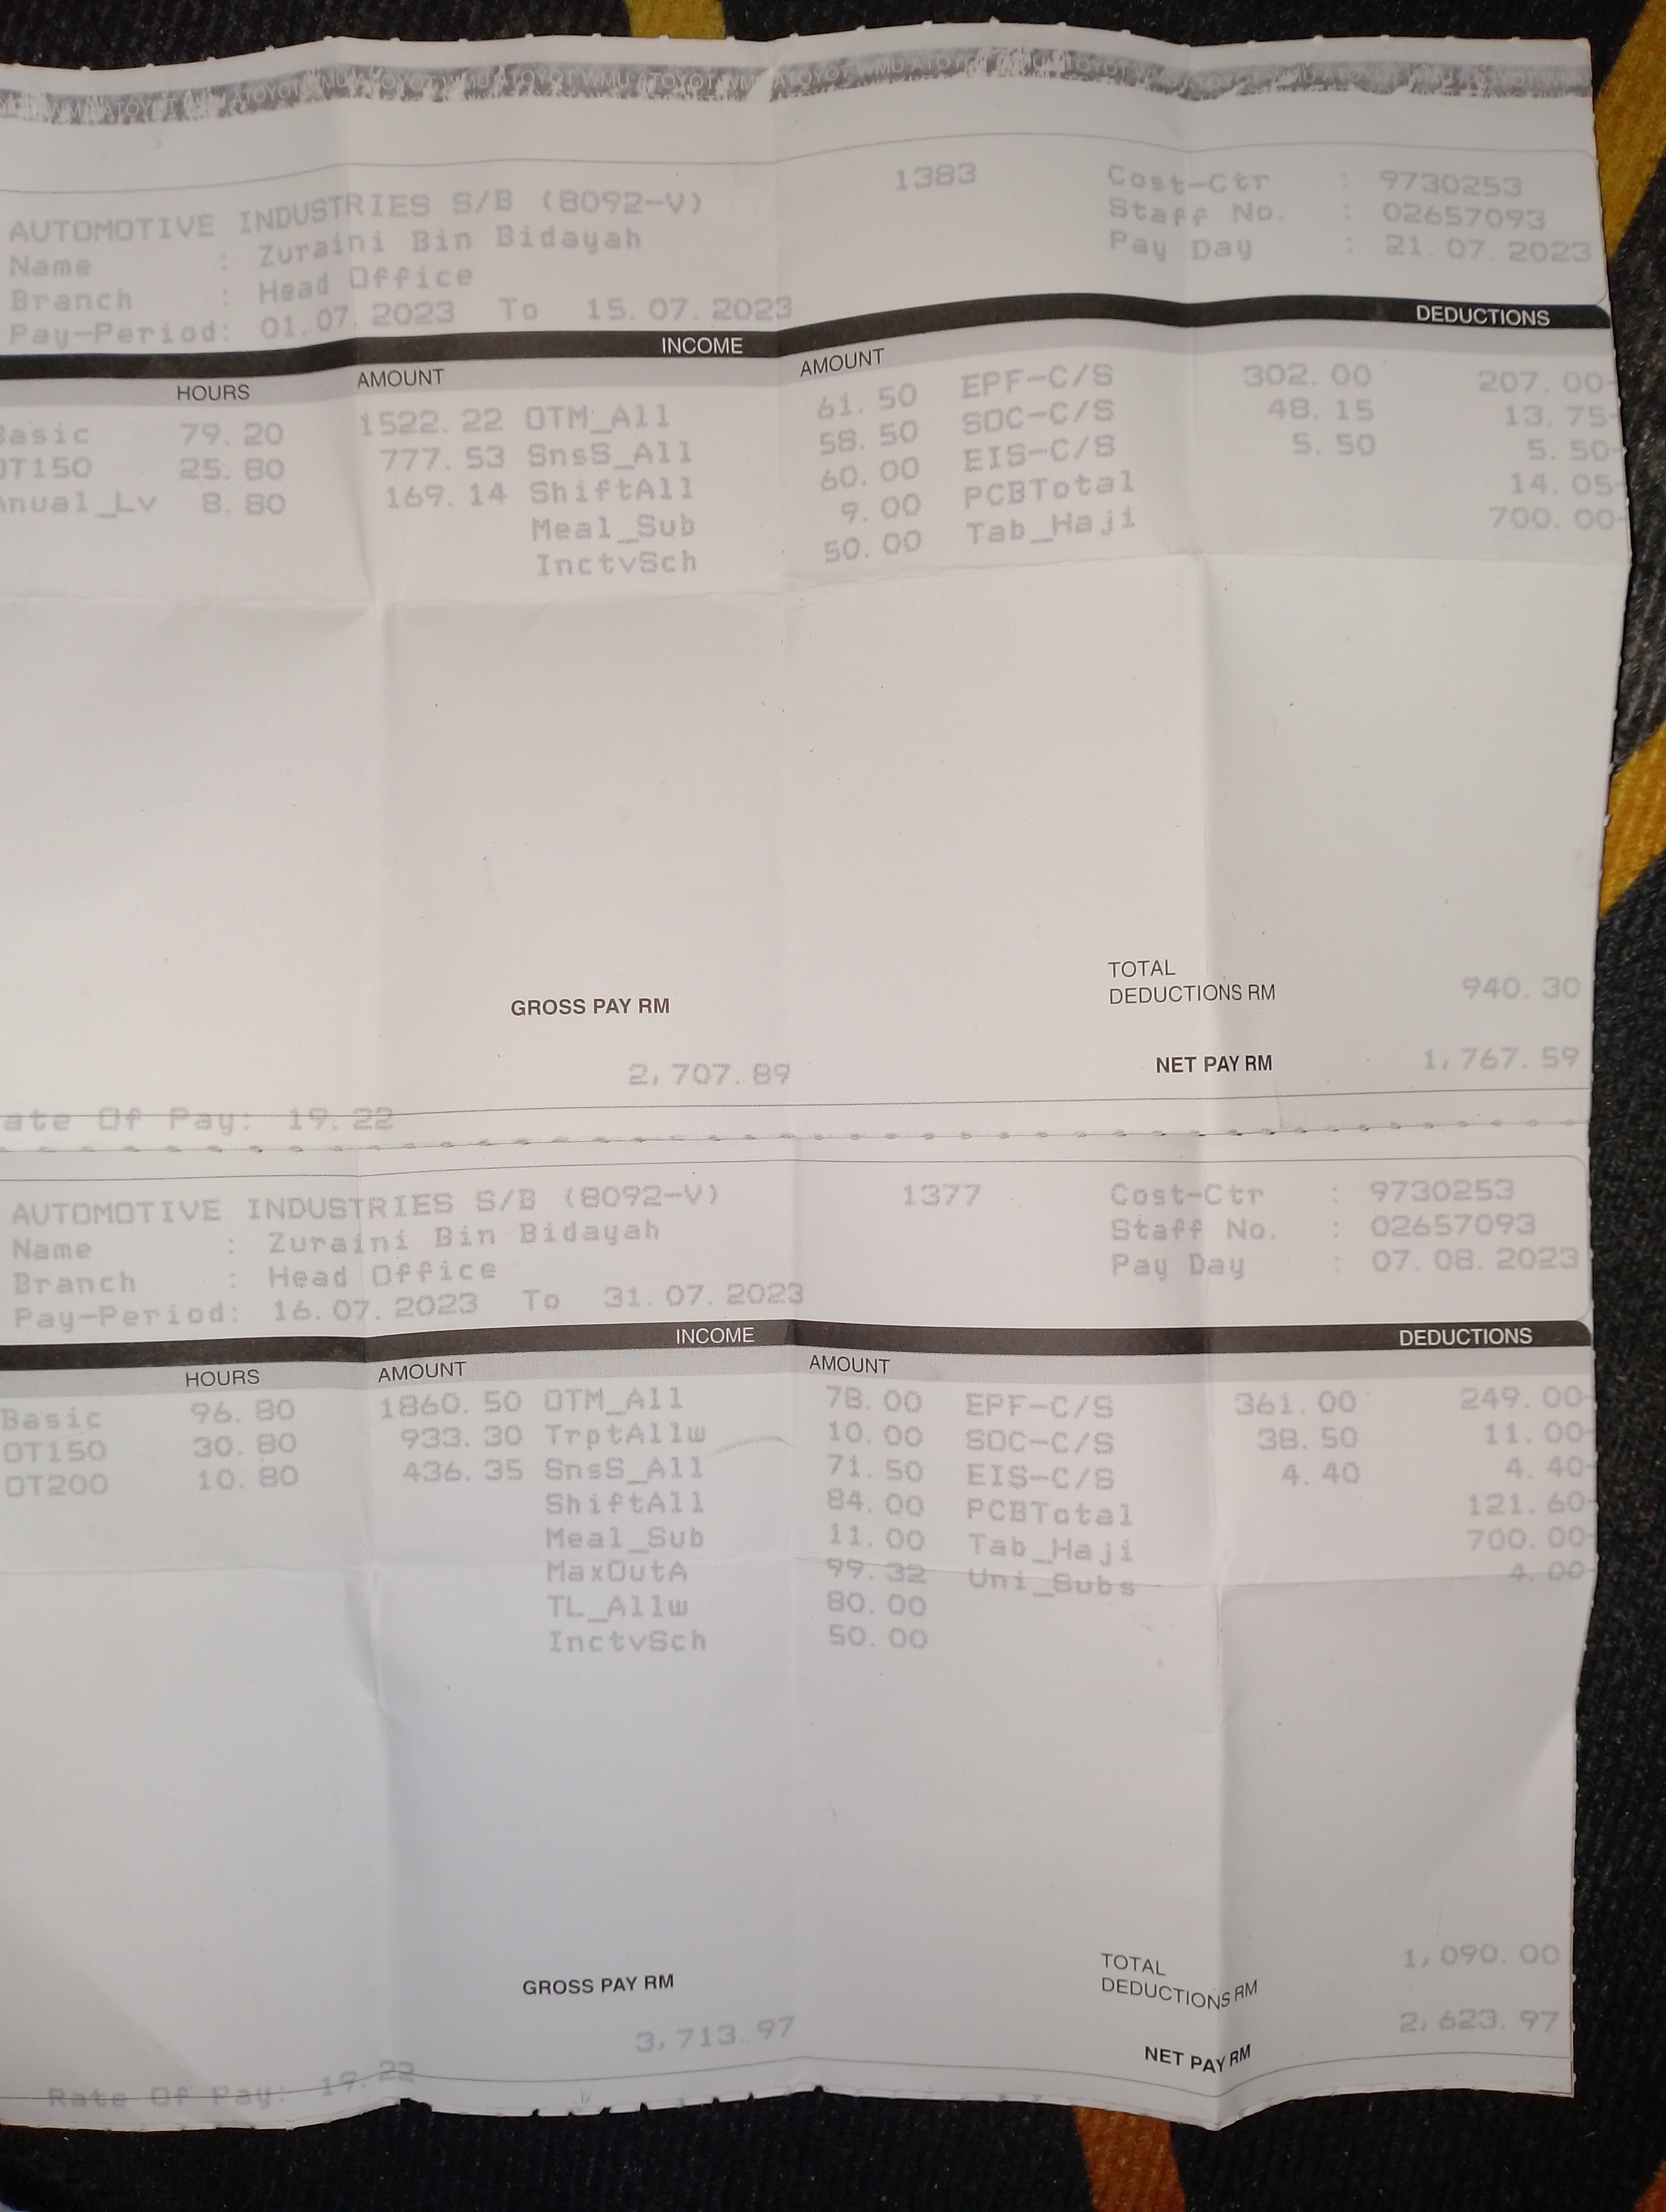 AUTOMOTIVE INDUSTRIES S/B (8092-V) 1383 Cost-Ctr : 9730253
Name : Zuraini Bin Bidayah Staff No. : 02657093
Branch : Head Office Pay Day : 21.07.2023
Pay-Period: 01.07.2023 To 15.07.2023
INCOME DEDUCTIONS
HOURS AMOUNT AMOUNT
Basic 79.20 1522.22 OTM_All 61.50 EPF-C/S 302.00 207.00-
OT150 25.80 777.53 SnsS_All 58.50 SOC-C/S 48.15 13.75-
Anual_Lv 8.80 169.14 ShiftAll 60.00 EIS-C/S 5.50 5.50-
Meal_Sub 9.00 PCBTotal 14.05-
InctvSch 50.00 Tab_Haji 700.00-
GROSS PAY RM TOTAL DEDUCTIONS RM 940.30
2,707.89 NET PAY RM 1,767.59
ate Of Pay: 19.22
AUTOMOTIVE INDUSTRIES S/B (8092-V) 1377 Cost-Ctr : 9730253
Name : Zuraini Bin Bidayah Staff No. : 02657093
Branch : Head Office Pay Day : 07.08.2023
Pay-Period: 16.07.2023 To 31.07.2023
INCOME DEDUCTIONS
HOURS AMOUNT AMOUNT
Basic 96.80 1860.50 OTM_All 78.00 EPF-C/S 361.00 249.00-
OT150 30.80 933.30 TrptAllw 10.00 SOC-C/S 38.50 11.00-
OT200 10.80 436.35 SnsS_All 71.50 EIS-C/S 4.40 4.40-
ShiftAll 84.00 PCBTotal 121.60-
Meal_Sub 11.00 Tab_Haji 700.00-
MaxOutA 99.32 Uni_Subs 4.00-
TL_Allw 80.00
InctvSch 50.00
GROSS PAY RM TOTAL DEDUCTIONS RM 1,090.00
3,713.97 NET PAY RM 2,623.97
Rate Of Pay: 19.22